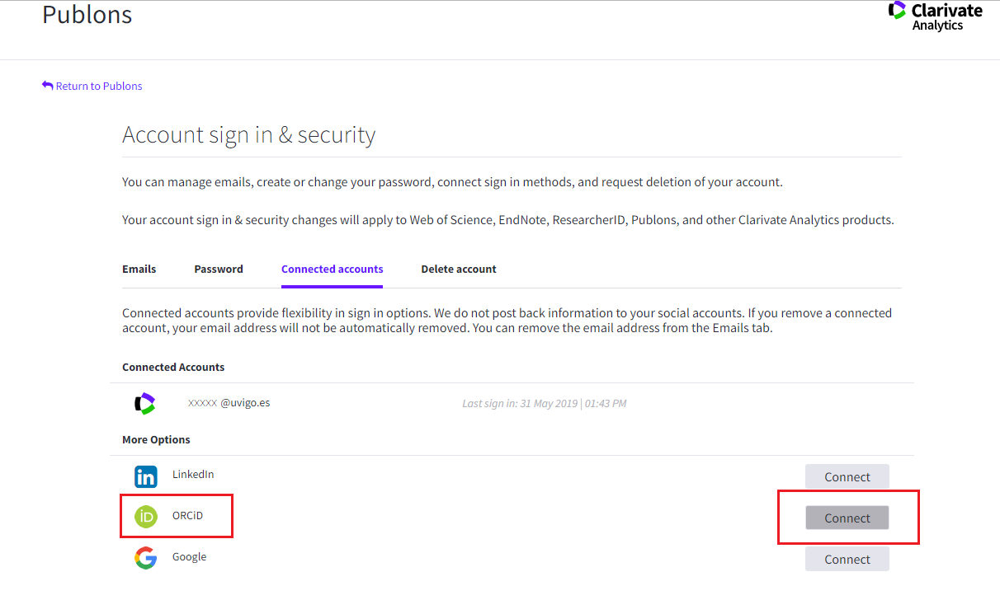 Publons
Clarivate
Analytics
Return to Publons
Account sign in & security
You can manage emails, create or change your password, connect sign in methods, and request deletion of your account.
Your account sign in & security changes will apply to Web of Science, EndNote, ResearcherID, Publons, and other Clarivate Analytics products.
Emails Password Connected accounts Delete account
Connected accounts provide flexibility in sign in options. We do not post back information to your social accounts. If you remove a connected
account, your email address will not be automatically removed. You can remove the email address from the Emails tab.
Connected Accounts
XXXXX @uvigo.es Last sign in: 31 May 2019 | 01:43 PM
More Options
in LinkedIn Connect
iD ORCiD Connect
G Google Connect